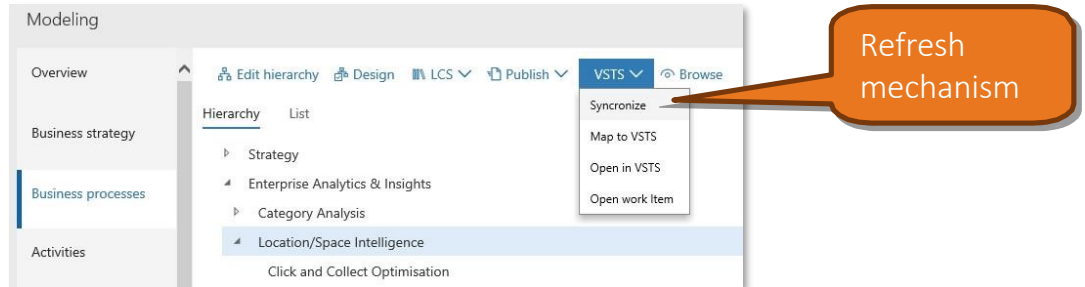 Modeling
Overview
Edit hierarchy Design LCS Publish VSTS Browse
Hierarchy List
Syncronize
Business strategy
Map to VSTS
Strategy
Open in VSTS
Enterprise Analytics & Insights
Business processes
Open work Item
Category Analysis
Location/Space Intelligence
Activities
Click and Collect Optimisation
Refresh
mechanism